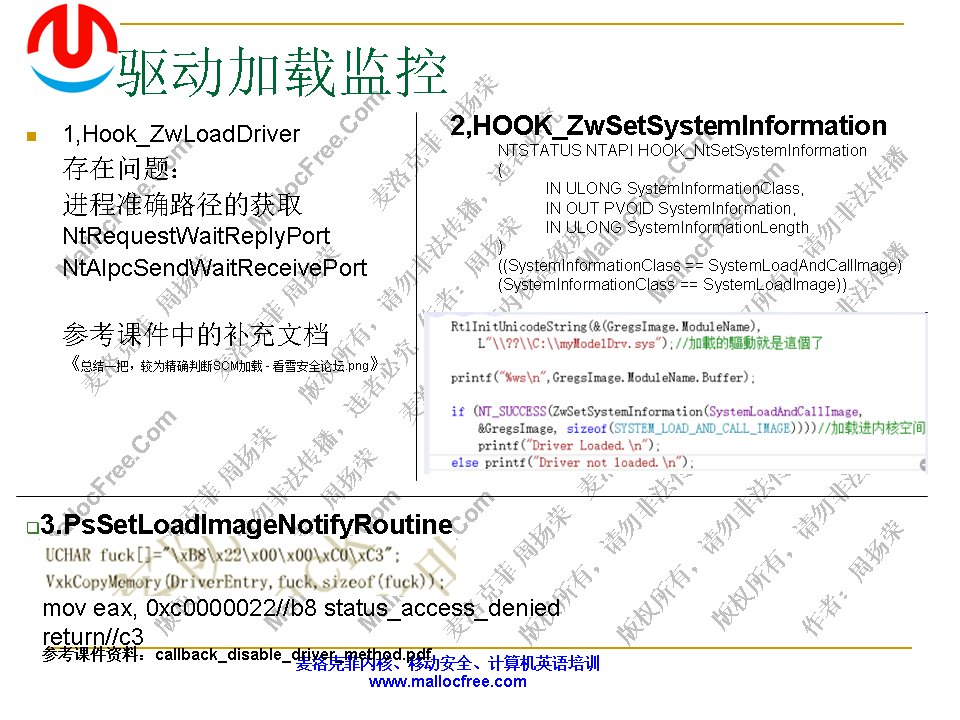 驱动加载监控
1,Hook_ZwLoadDriver
存在问题：
进程准确路径的获取
NtRequestWaitReplyPort
NtAlpcSendWaitReceivePort
参考课件中的补充文档
《总结一把，较为精确判断SCM加载 - 看雪安全论坛.png》
2,HOOK_ZwSetSystemInformation
NTSTATUS NTAPI HOOK_NtSetSystemInformation
(
IN ULONG SystemInformationClass,
IN OUT PVOID SystemInformation,
IN ULONG SystemInformationLength
)
((SystemInformationClass == SystemLoadAndCallImage)
(SystemInformationClass == SystemLoadImage))
RtlInitUnicodeString(&(GregsImage.ModuleName),
L"\\??\\C:\\myModelDrv.sys");//加載的驅動就是這個了
printf("%ws\n",GregsImage.ModuleName.Buffer);
if (NT_SUCCESS(ZwSetSystemInformation(SystemLoadAndCallImage,
&GregsImage, sizeof(SYSTEM_LOAD_AND_CALL_IMAGE))))//加载进内核空间
printf("Driver Loaded.\n");
else printf("Driver not loaded.\n");
3.PsSetLoadImageNotifyRoutine
UCHAR fuck[]="\xB8\x22\x00\x00\xC0\xC3";
VxkCopyMemory(DriverEntry,fuck,sizeof(fuck));
mov eax, 0xc0000022//b8 status_access_denied
return//c3
参考课件资料：callback_disable_driver_method.pdf
麦洛克菲内核、移动安全、计算机英语培训
www.mallocfree.com